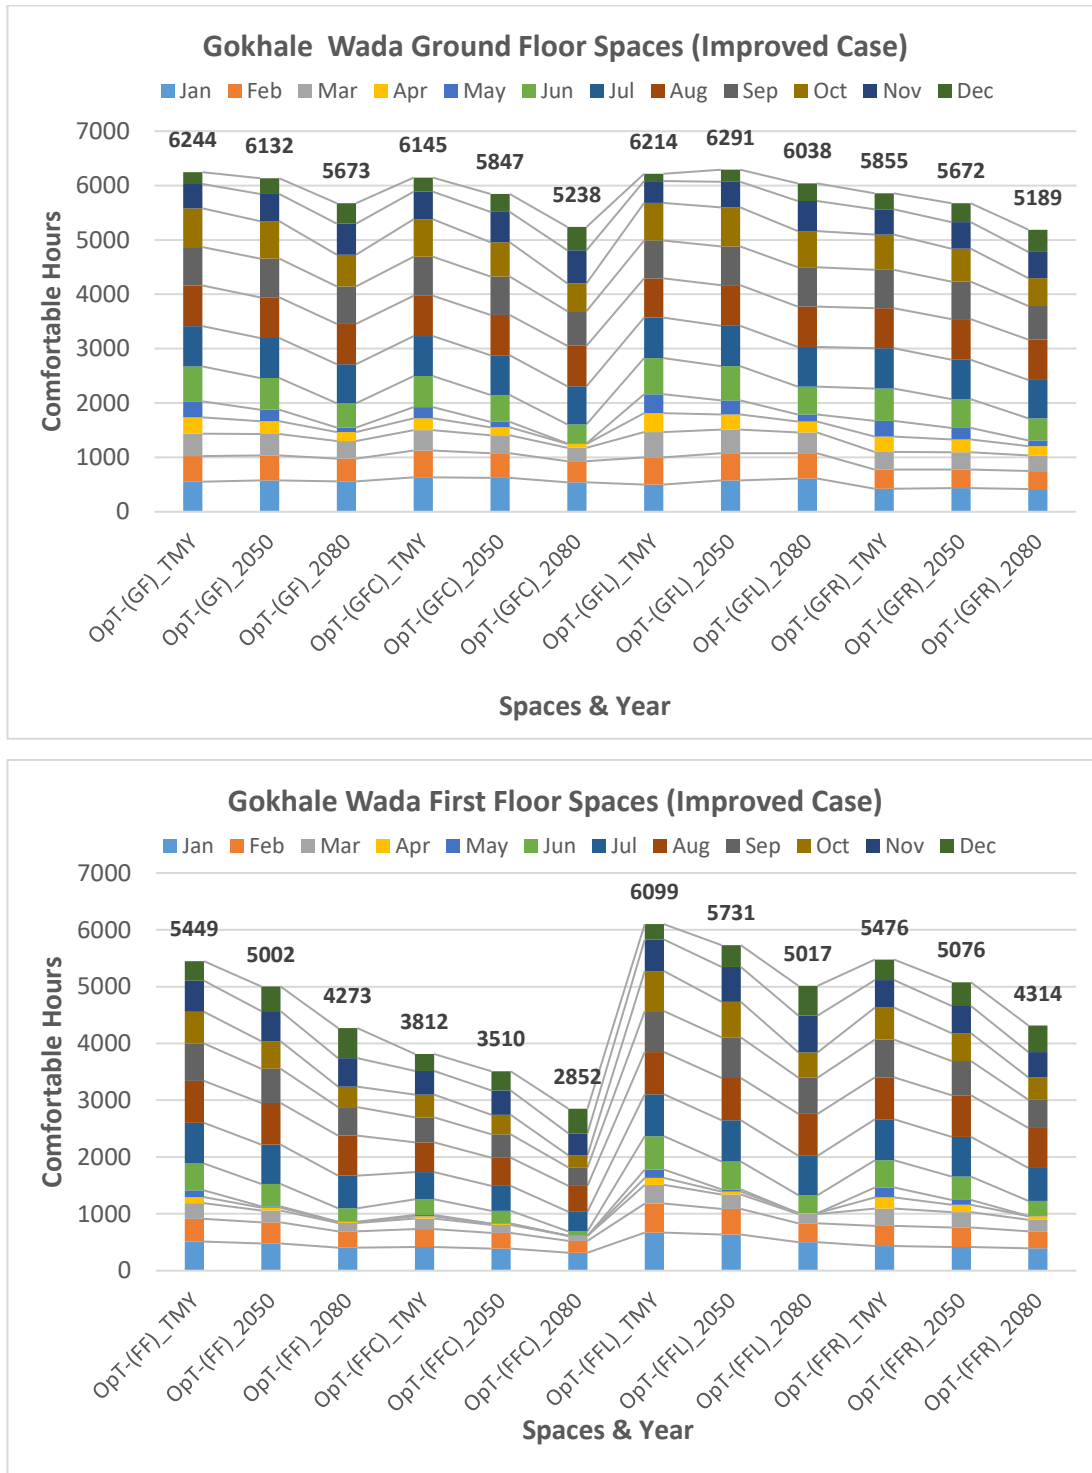 Gokhale  Wada Ground Floor Spaces (Improved Case)
Jan Feb Mar Apr May Jun Jul Aug Sep Oct Nov Dec
Comfortable Hours
7000
6000
5000
4000
3000
2000
1000
0
6244 6132 5673 6145 5847 5238 6214 6291 6038 5855 5672 5189
OpT-(GF)_TMY
OpT-(GF)_2050
OpT-(GF)_2080
OpT-(GFC)_TMY
OpT-(GFC)_2050
OpT-(GFC)_2080
OpT-(GFL)_TMY
OpT-(GFL)_2050
OpT-(GFL)_2080
OpT-(GFR)_TMY
OpT-(GFR)_2050
OpT-(GFR)_2080
Spaces & Year
Gokhale Wada First Floor Spaces (Improved Case)
Jan Feb Mar Apr May Jun Jul Aug Sep Oct Nov Dec
Comfortable Hours
7000
6000
5000
4000
3000
2000
1000
0
5449 5002 4273 3812 3510 2852 6099 5731 5017 5476 5076 4314
OpT-(FF)_TMY
OpT-(FF)_2050
OpT-(FF)_2080
OpT-(FFC)_TMY
OpT-(FFC)_2050
OpT-(FFC)_2080
OpT-(FFL)_TMY
OpT-(FFL)_2050
OpT-(FFL)_2080
OpT-(FFR)_TMY
OpT-(FFR)_2050
OpT-(FFR)_2080
Spaces & Year